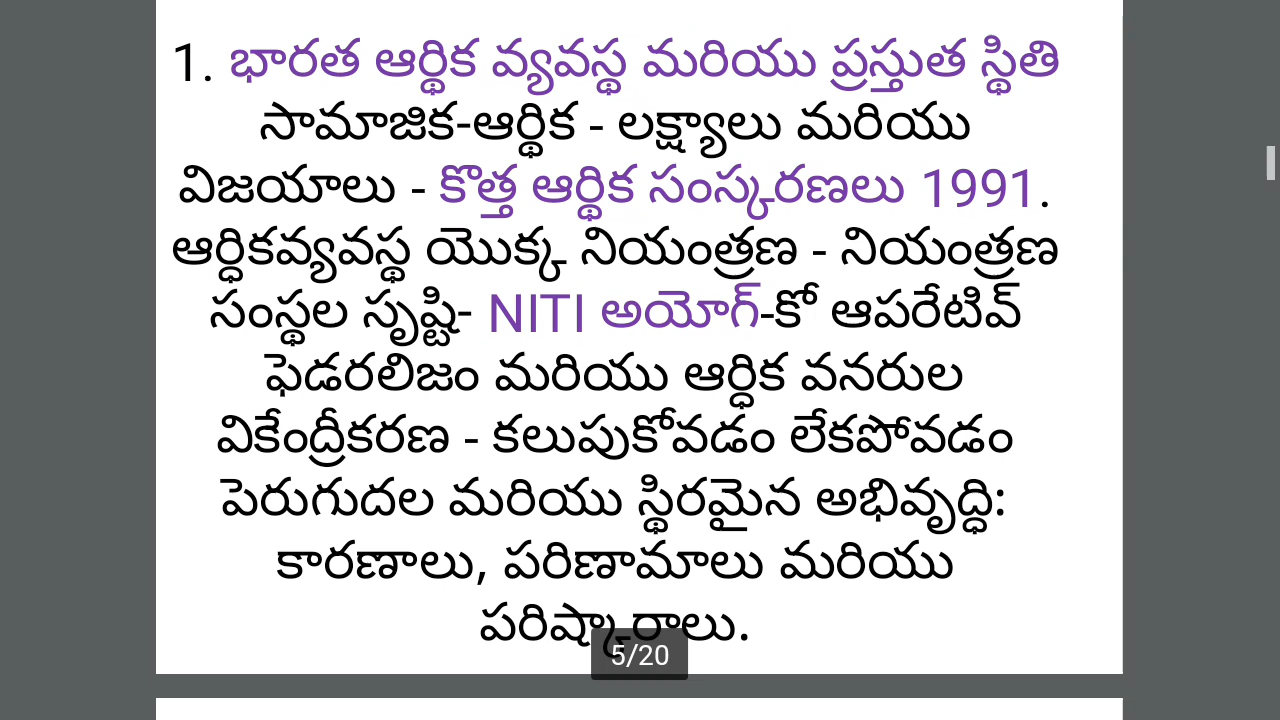 1. భారత ఆర్థిక వ్యవస్థ మరియు ప్రస్తుత స్థితి
సామాజిక-ఆర్థిక - లక్ష్యాలు మరియు
విజయాలు - కొత్త ఆర్థిక సంస్కరణలు 1991.
ఆర్ధికవ్యవస్థ యొక్క నియంత్రణ - నియంత్రణ
సంస్థల సృష్టి- NITI అయోగ్-కో ఆపరేటివ్
ఫెడరలిజం మరియు ఆర్ధిక వనరుల
వికేంద్రీకరణ - కలుపుకోవడం లేకపోవడం
పెరుగుదల మరియు స్థిరమైన అభివృద్ధి:
కారణాలు, పరిణామాలు మరియు
పరిష్కారాలు.
5/20